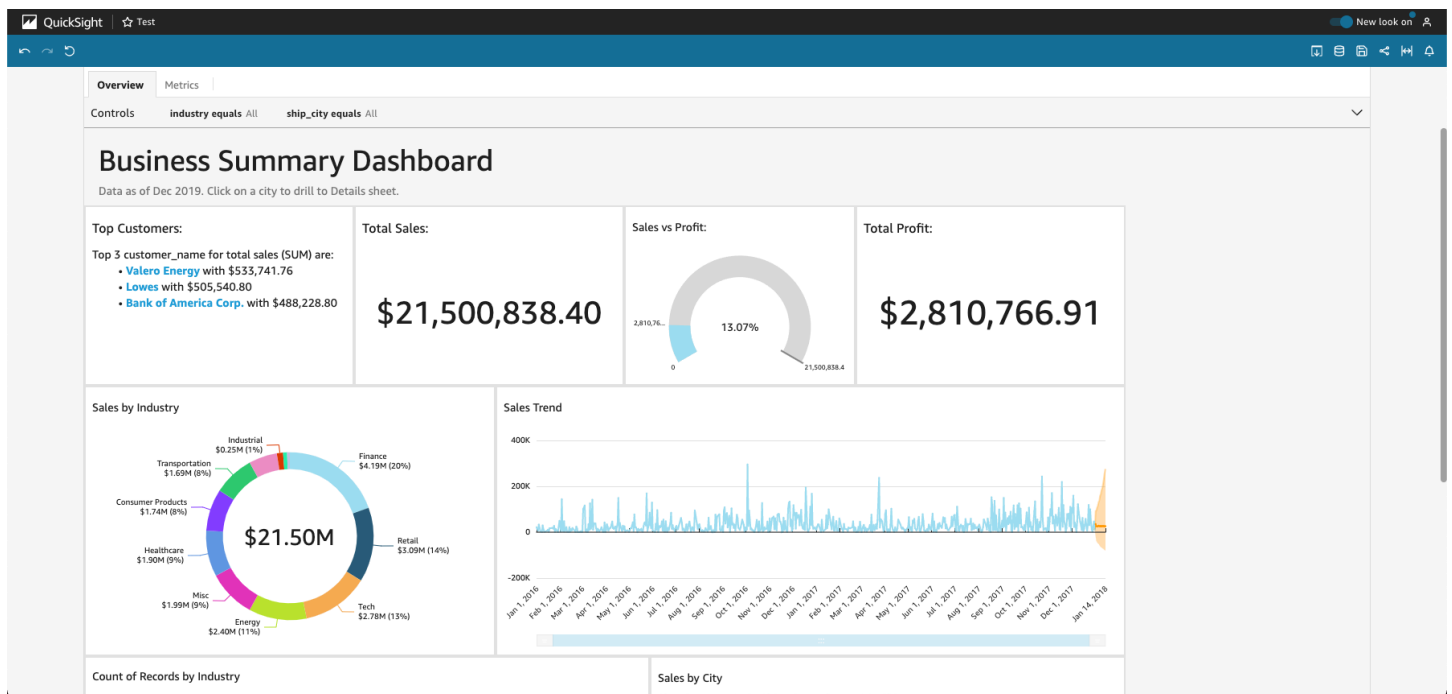 QuickSight
Test
New look on
Overview
Metrics
Controls
industry equals All
ship_city equals All
Business Summary Dashboard
Data as of Dec 2019. Click on a city to drill to Details sheet.
Top Customers:
Top 3 customer_name for total sales (SUM) are:
• Valero Energy with $533,741.76
• Lowes with $505,540.80
• Bank of America Corp. with $488,228.80
Total Sales:
$21,500,838.40
Sales vs Profit:
2,810,76...
13.07%
0
21,500,838.4
Total Profit:
$2,810,766.91
Sales by Industry
Industrial
$0.25M (1%)
Transportation
$1.69M (8%)
Consumer Products
$1.74M (8%)
Healthcare
$1.90M (9%)
Misc
$1.99M (9%)
Energy
$2.40M (11%)
Finance
$4.19M (20%)
Retail
$3.09M (14%)
Tech
$2.78M (13%)
$21.50M
Sales Trend
400K
200K
0
-200K
Jan 1, 2016
Feb 1, 2016
Mar 1, 2016
Apr 1, 2016
May 1, 2016
Jun 1, 2016
Jul 1, 2016
Aug 1, 2016
Sep 1, 2016
Oct 1, 2016
Nov 1, 2016
Dec 1, 2016
Jan 1, 2017
Feb 1, 2017
Mar 1, 2017
Apr 1, 2017
May 1, 2017
Jun 1, 2017
Jul 1, 2017
Aug 1, 2017
Sep 1, 2017
Oct 1, 2017
Nov 1, 2017
Dec 1, 2017
Jan 14, 2018
Count of Records by Industry
Sales by City